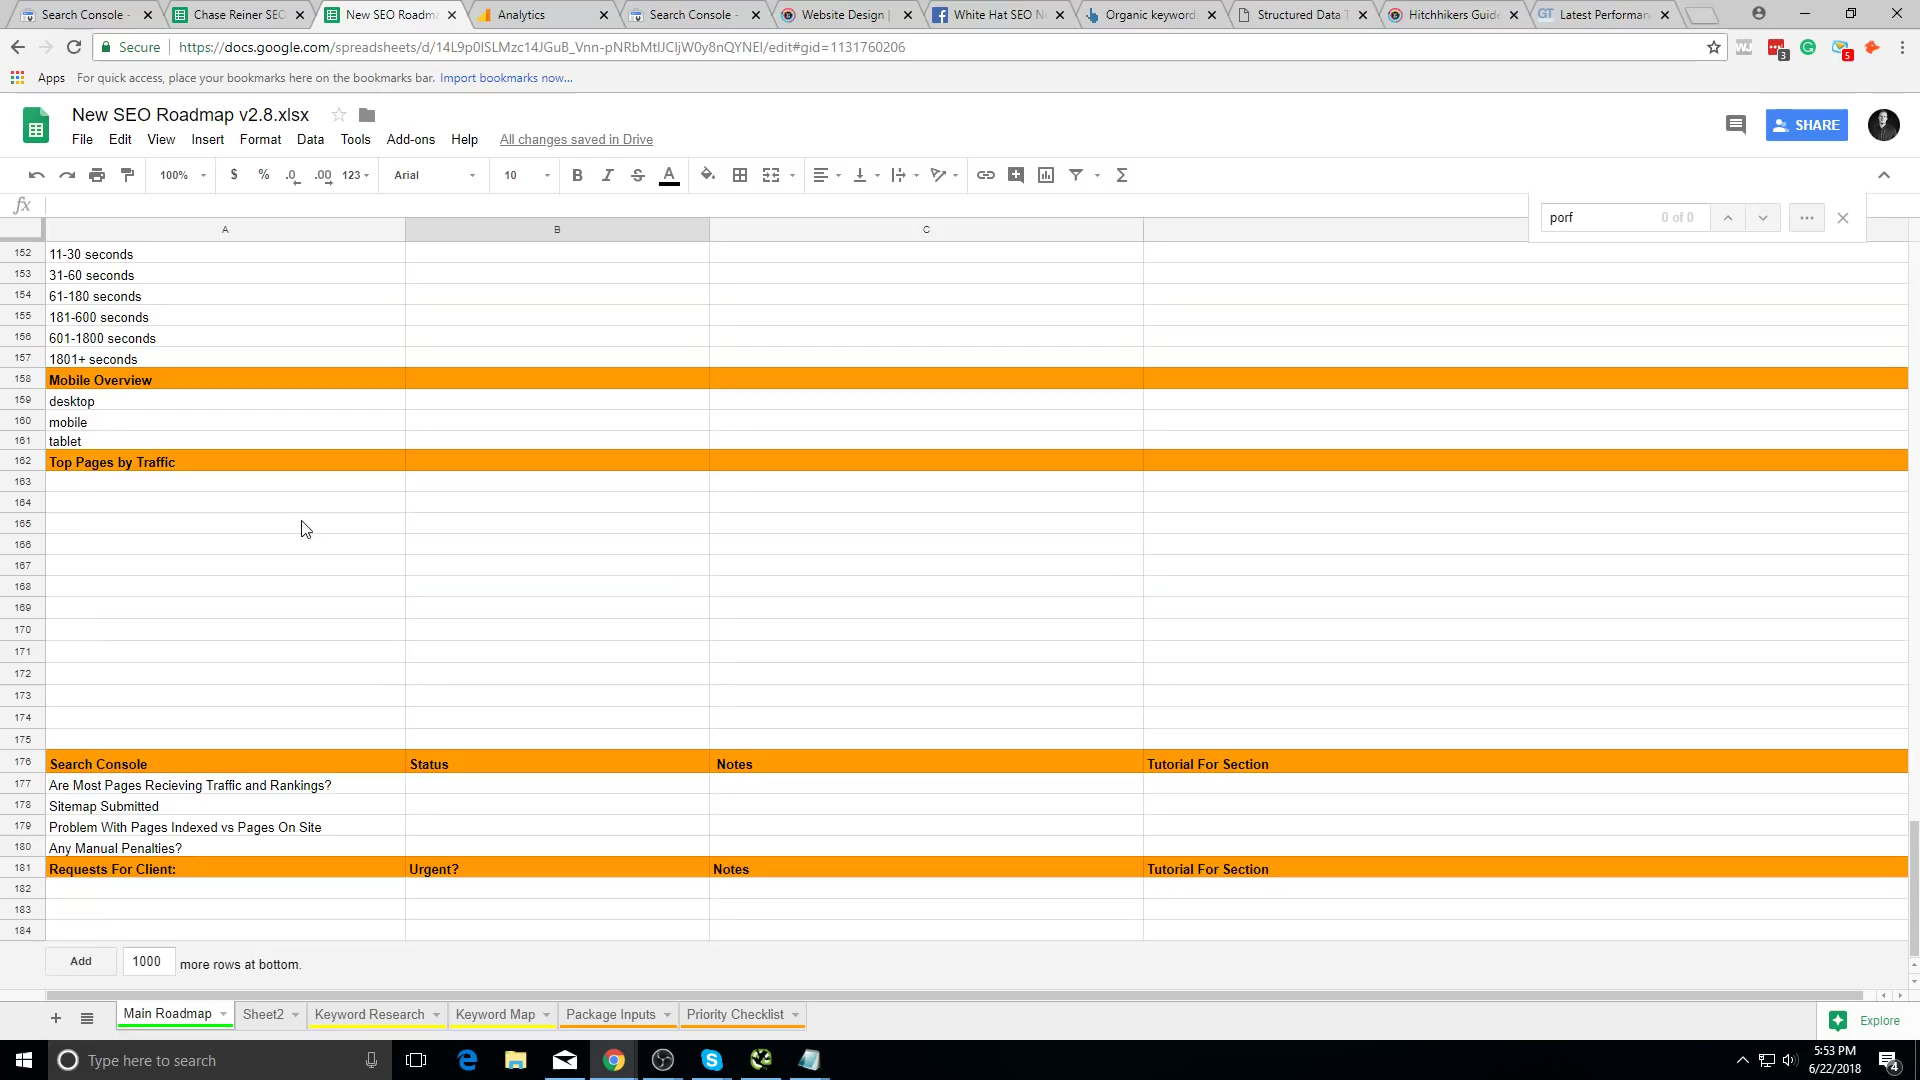 Search Console -
Chase Reiner SEO
New SEO Roadma
Analytics
Search Console -
Website Design |
White Hat SEO N
Organic keyword
Structured Data T
Hitchhikers Guid
Latest Performan
Secure
https://docs.google.com/spreadsheets/d/14L9p0ISLMzc14JGuB_Vnn-pNRbMtlJCljW0y8nQYNEI/edit#gid=1131760206
3
5
Apps
For quick access, place your bookmarks here on the bookmarks bar. Import bookmarks now...
New SEO Roadmap v2.8.xlsx
File Edit View Insert Format Data Tools Add-ons Help All changes saved in Drive
SHARE
100% $ % .0 .00 123 Arial 10 B I S A Σ
fx
porf 0 of 0
A B C
152 11-30 seconds
153 31-60 seconds
154 61-180 seconds
155 181-600 seconds
156 601-1800 seconds
157 1801+ seconds
158 Mobile Overview
159 desktop
160 mobile
161 tablet
162 Top Pages by Traffic
163
164
165
166
167
168
169
170
171
172
173
174
175
176 Search Console Status Notes Tutorial For Section
177 Are Most Pages Recieving Traffic and Rankings?
178 Sitemap Submitted
179 Problem With Pages Indexed vs Pages On Site
180 Any Manual Penalties?
181 Requests For Client: Urgent? Notes Tutorial For Section
182
183
184
Add 1000 more rows at bottom.
Main Roadmap Sheet2 Keyword Research Keyword Map Package Inputs Priority Checklist
Explore
Type here to search
5:53 PM
6/22/2018
4